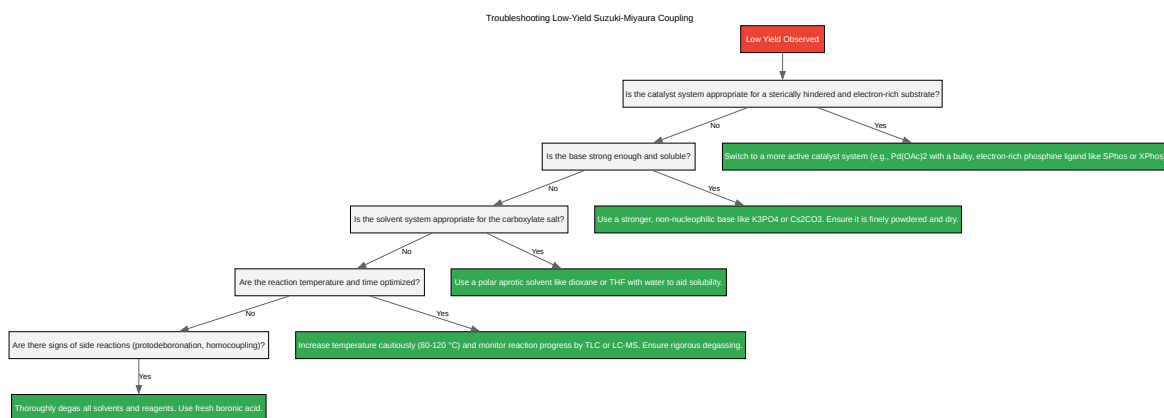 Troubleshooting Low-Yield Suzuki-Miyaura Coupling
Low Yield Observed
Is the catalyst system appropriate for a sterically hindered and electron-rich substrate?
No
Yes
Is the base strong enough and soluble?
Switch to a more active catalyst system (e.g., Pd(OAc)2 with a bulky, electron-rich phosphine ligand like SPhos or XPhos
No
Yes
Is the solvent system appropriate for the carboxylate salt?
Use a stronger, non-nucleophilic base like K3PO4 or Cs2CO3. Ensure it is finely powdered and dry.
No
Yes
Are the reaction temperature and time optimized?
Use a polar aprotic solvent like dioxane or THF with water to aid solubility.
No
Yes
Are there signs of side reactions (protodeboronation, homocoupling)?
Increase temperature cautiously (80-120 °C) and monitor reaction progress by TLC or LC-MS. Ensure rigorous degassing.
Yes
Thoroughly degas all solvents and reagents. Use fresh boronic acid.